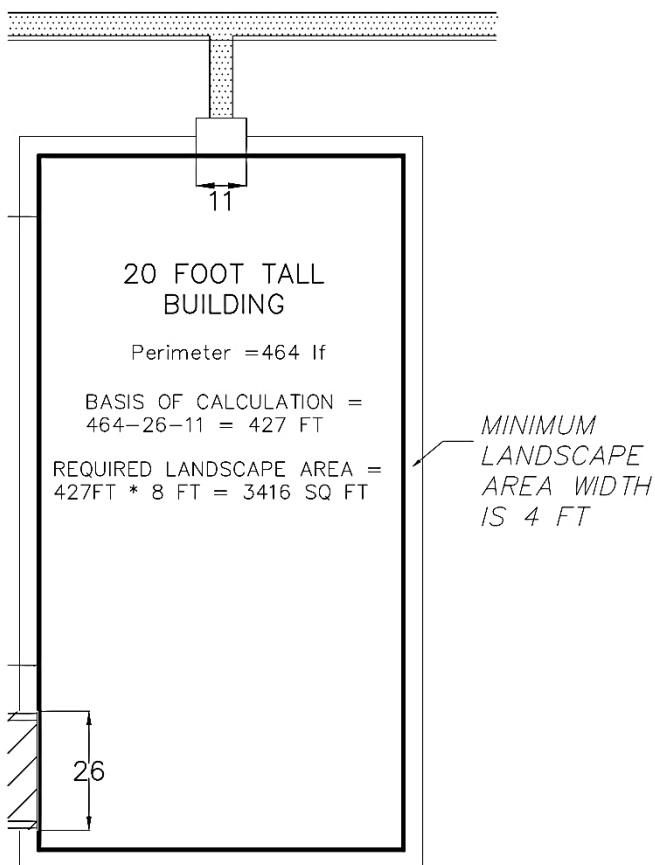 11
20 FOOT TALL
BUILDING
Perimeter =464 lf
BASIS OF CALCULATION =
464-26-11 = 427 FT
REQUIRED LANDSCAPE AREA =
427FT * 8 FT = 3416 SQ FT
MINIMUM
LANDSCAPE
AREA WIDTH
IS 4 FT
26